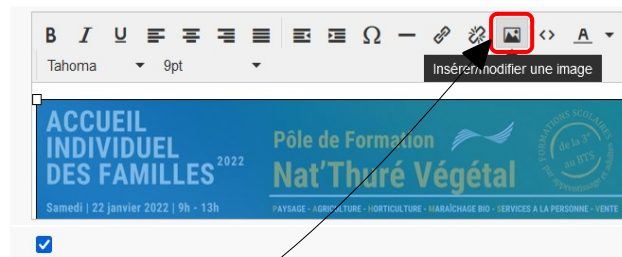 B I U Ω <> A
Tahoma 9pt
Insérer/modifier une image
ACCUEIL
INDIVIDUEL
DES FAMILLES 2022
Samedi | 22 janvier 2022 | 9h - 13h
Pôle de Formation
Nat'Thuré Végétal
PAYSAGE - AGRICULTURE - HORTICULTURE - MARAÎCHAGE BIO - SERVICES A LA PERSONNE - VENTE
FORMATIONS SCOLAIRES
de la 3e
au BTS
par apprentissage